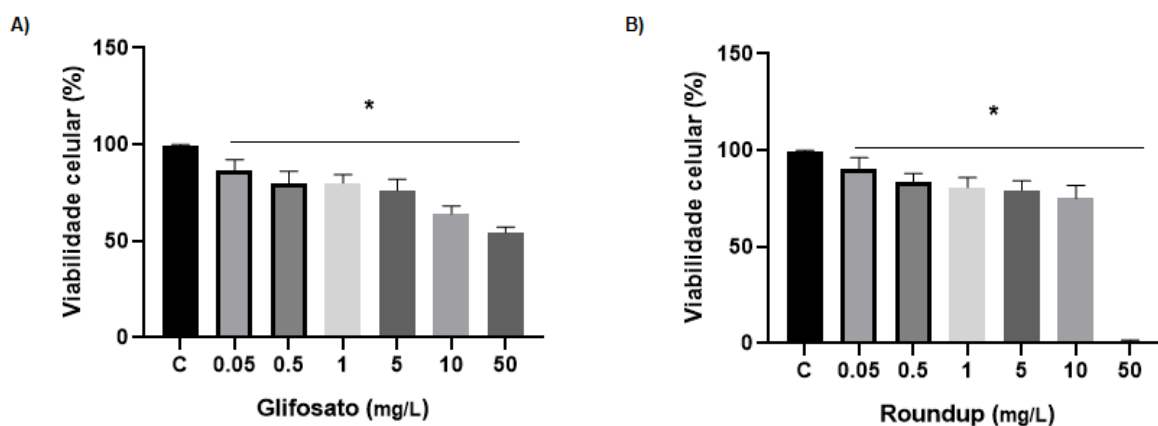 A)
Viabilidade celular (%)
150
100
50
0
*
C 0.05 0.5 1 5 10 50
Glifosato (mg/L)
B)
Viabilidade celular (%)
150
100
50
0
*
C 0.05 0.5 1 5 10 50
Roundup (mg/L)